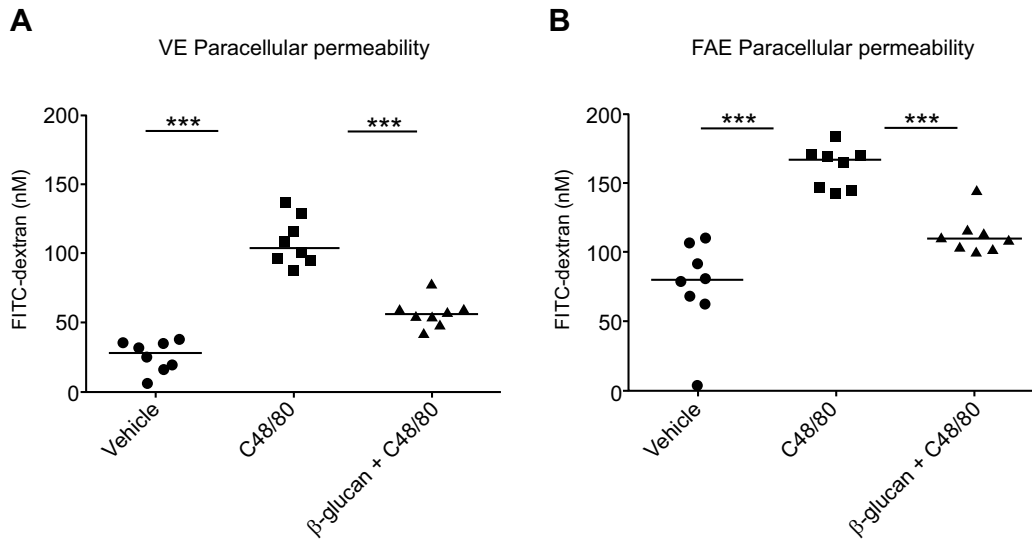 A
VE Paracellular permeability
FITC-dextran (nM)
200
150
100
50
0
***
***
Vehicle
C48/80
β-glucan + C48/80
B
FAE Paracellular permeability
FITC-dextran (nM)
200
150
100
50
0
***
***
Vehicle
C48/80
β-glucan + C48/80